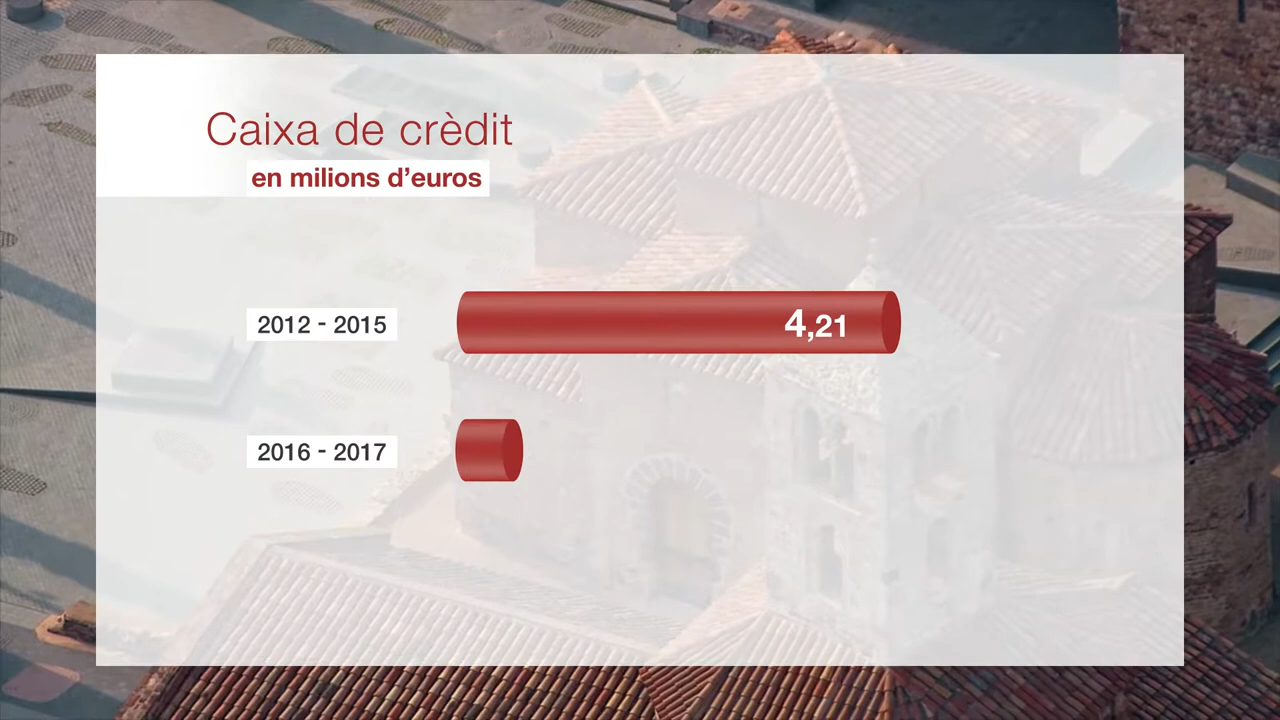 Caixa de crèdit
en milions d’euros
2012 - 2015
4,21
2016 - 2017